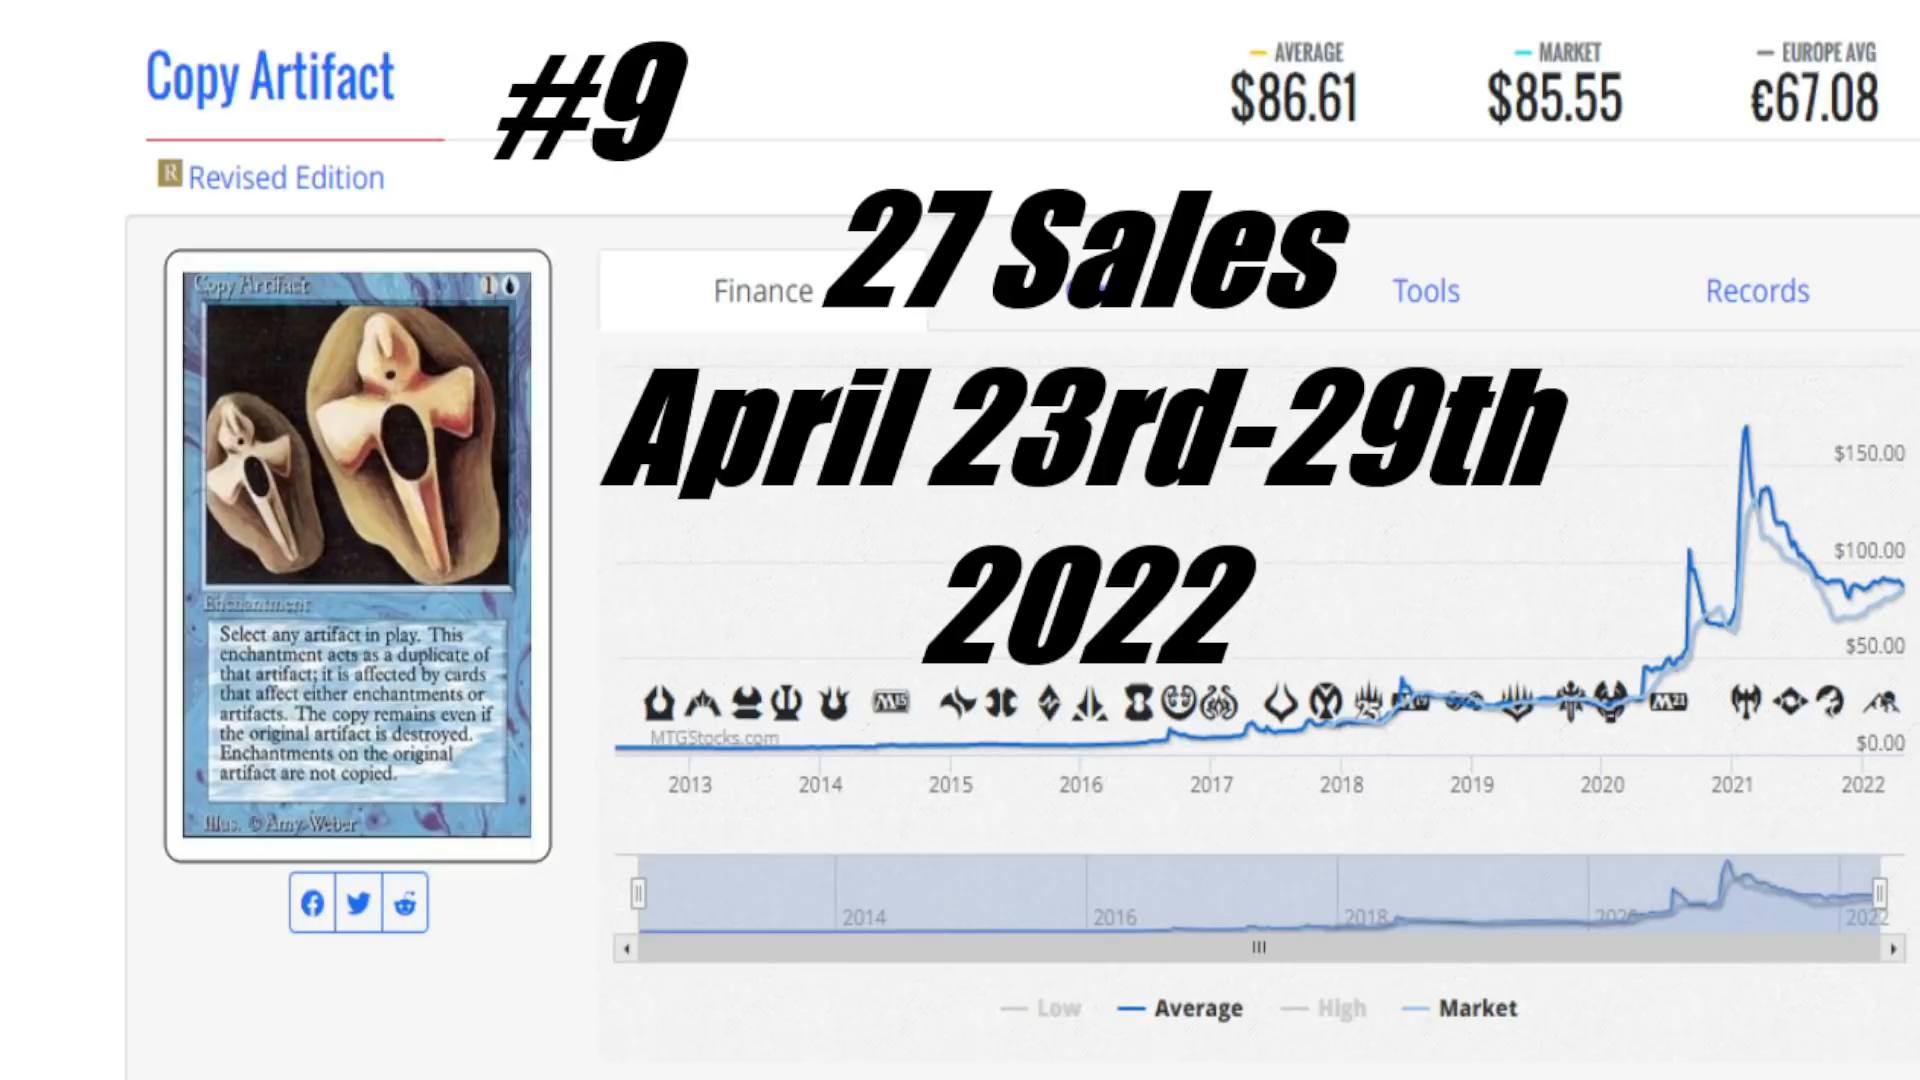 Copy Artifact
#9
AVERAGE
$86.61
MARKET
$85.55
EUROPE AVG
€67.08
R Revised Edition
27 Sales
April 23rd-29th
2022
Finance
Tools
Records
Copy Artifact
1
Enchantment
Select any artifact in play. This
enchantment acts as a duplicate of
that artifact; it is affected by cards
that affect either enchantments or
artifacts. The copy remains even if
the original artifact is destroyed.
Enchantments on the original
artifact are not copied.
Illus. © Amy Weber
$150.00
$100.00
$50.00
$0.00
M15
M19
M21
MTGStocks.com
2013
2014
2015
2016
2017
2018
2019
2020
2021
2022
2014
2016
2018
2020
2022
Low
Average
High
Market